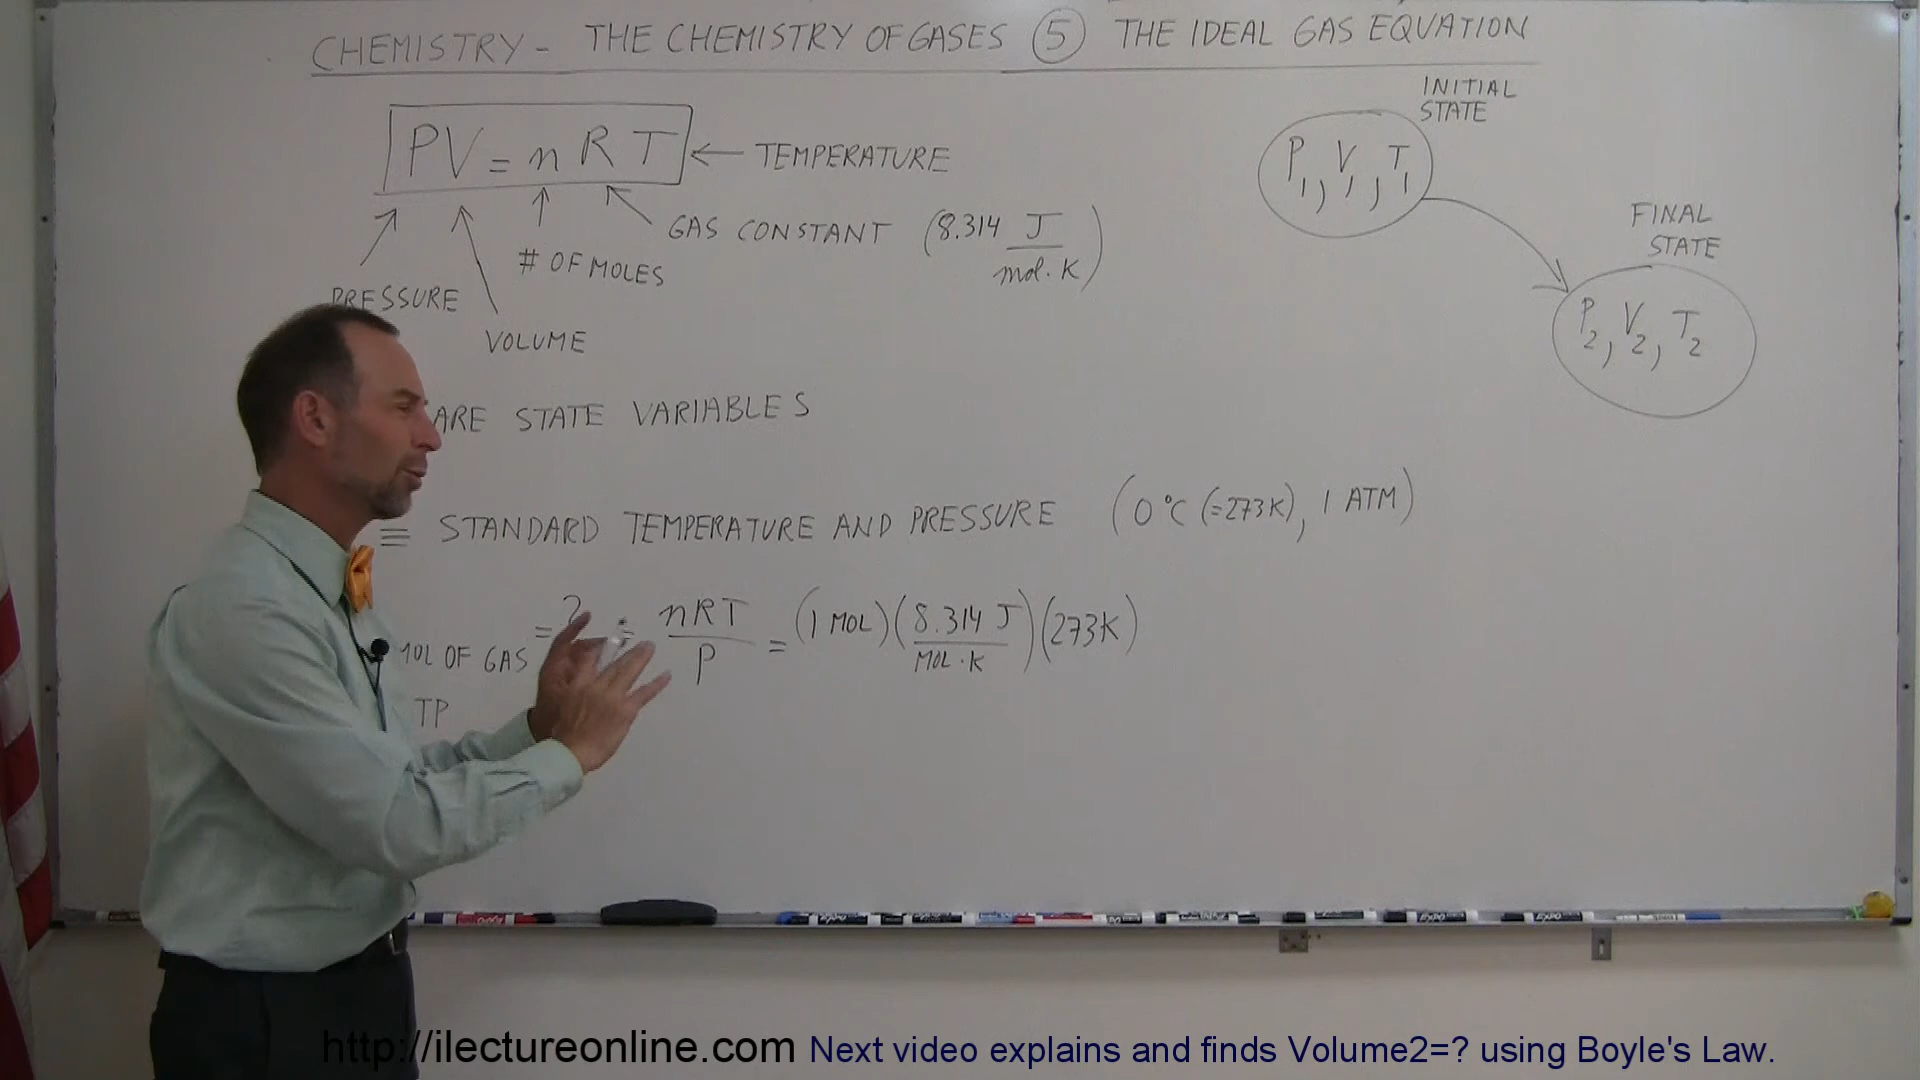 CHEMISTRY - THE CHEMISTRY OF GASES ⑤ THE IDEAL GAS EQUATION
PV = nRT ← TEMPERATURE
GAS CONSTANT (8.314 J / mol·K)
# OF MOLES
PRESSURE
VOLUME
INITIAL
STATE
P₁, V₁, T₁
FINAL
STATE
P₂, V₂, T₂
ARE STATE VARIABLES
≡ STANDARD TEMPERATURE AND PRESSURE (0°C (=273K), 1 ATM)
OF GAS = ? = nRT / P = (1 MOL) (8.314 J / MOL·K) (273K)
TP
http://ilectureonline.com Next video explains and finds Volume2=? using Boyle's Law.